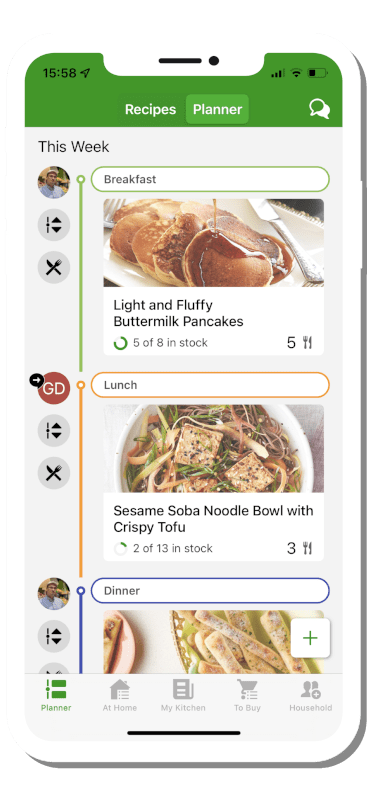 15:58
Recipes
Planner
This Week
Breakfast
Light and Fluffy
Buttermilk Pancakes
5 of 8 in stock
5
GD
Lunch
Sesame Soba Noodle Bowl with
Crispy Tofu
2 of 13 in stock
3
Dinner
Planner
At Home
My Kitchen
To Buy
Household